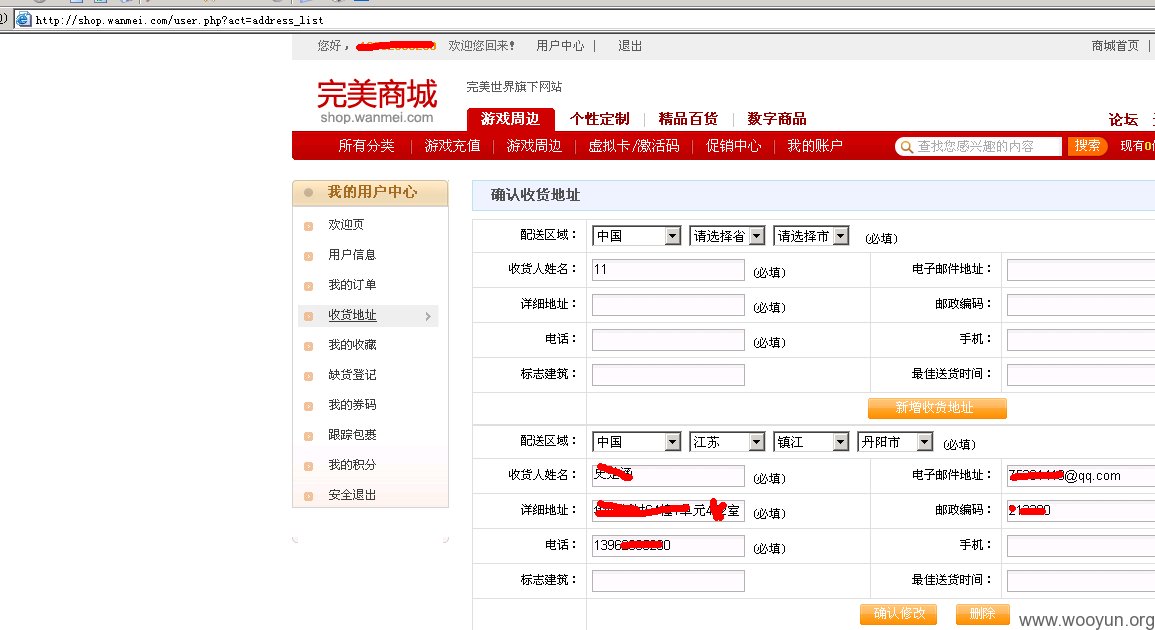 http://shop.wanmei.com/user.php?act=address_list
您好， 欢迎您回来! 用户中心 | 退出 商城首页 |
完美商城 完美世界旗下网站
shop.wanmei.com
游戏周边 个性定制 | 精品百货 | 数字商品 论坛
所有分类 | 游戏充值 | 游戏周边 | 虚拟卡/激活码 | 促销中心 | 我的账户 查找您感兴趣的内容 搜索 现有0
我的用户中心
欢迎页
用户信息
我的订单
收货地址
我的收藏
缺货登记
我的券码
跟踪包裹
我的积分
安全退出
确认收货地址
配送区域： 中国 请选择省 请选择市 (必填)
收货人姓名： 11 (必填) 电子邮件地址：
详细地址： (必填) 邮政编码：
电话： (必填) 手机：
标志建筑： 最佳送货时间：
新增收货地址
配送区域： 中国 江苏 镇江 丹阳市 (必填)
收货人姓名： (必填) 电子邮件地址： @qq.com
详细地址： 单元 室 (必填) 邮政编码：
电话： 1396 (必填) 手机：
标志建筑： 最佳送货时间：
确认修改 删除
www.wooyun.org